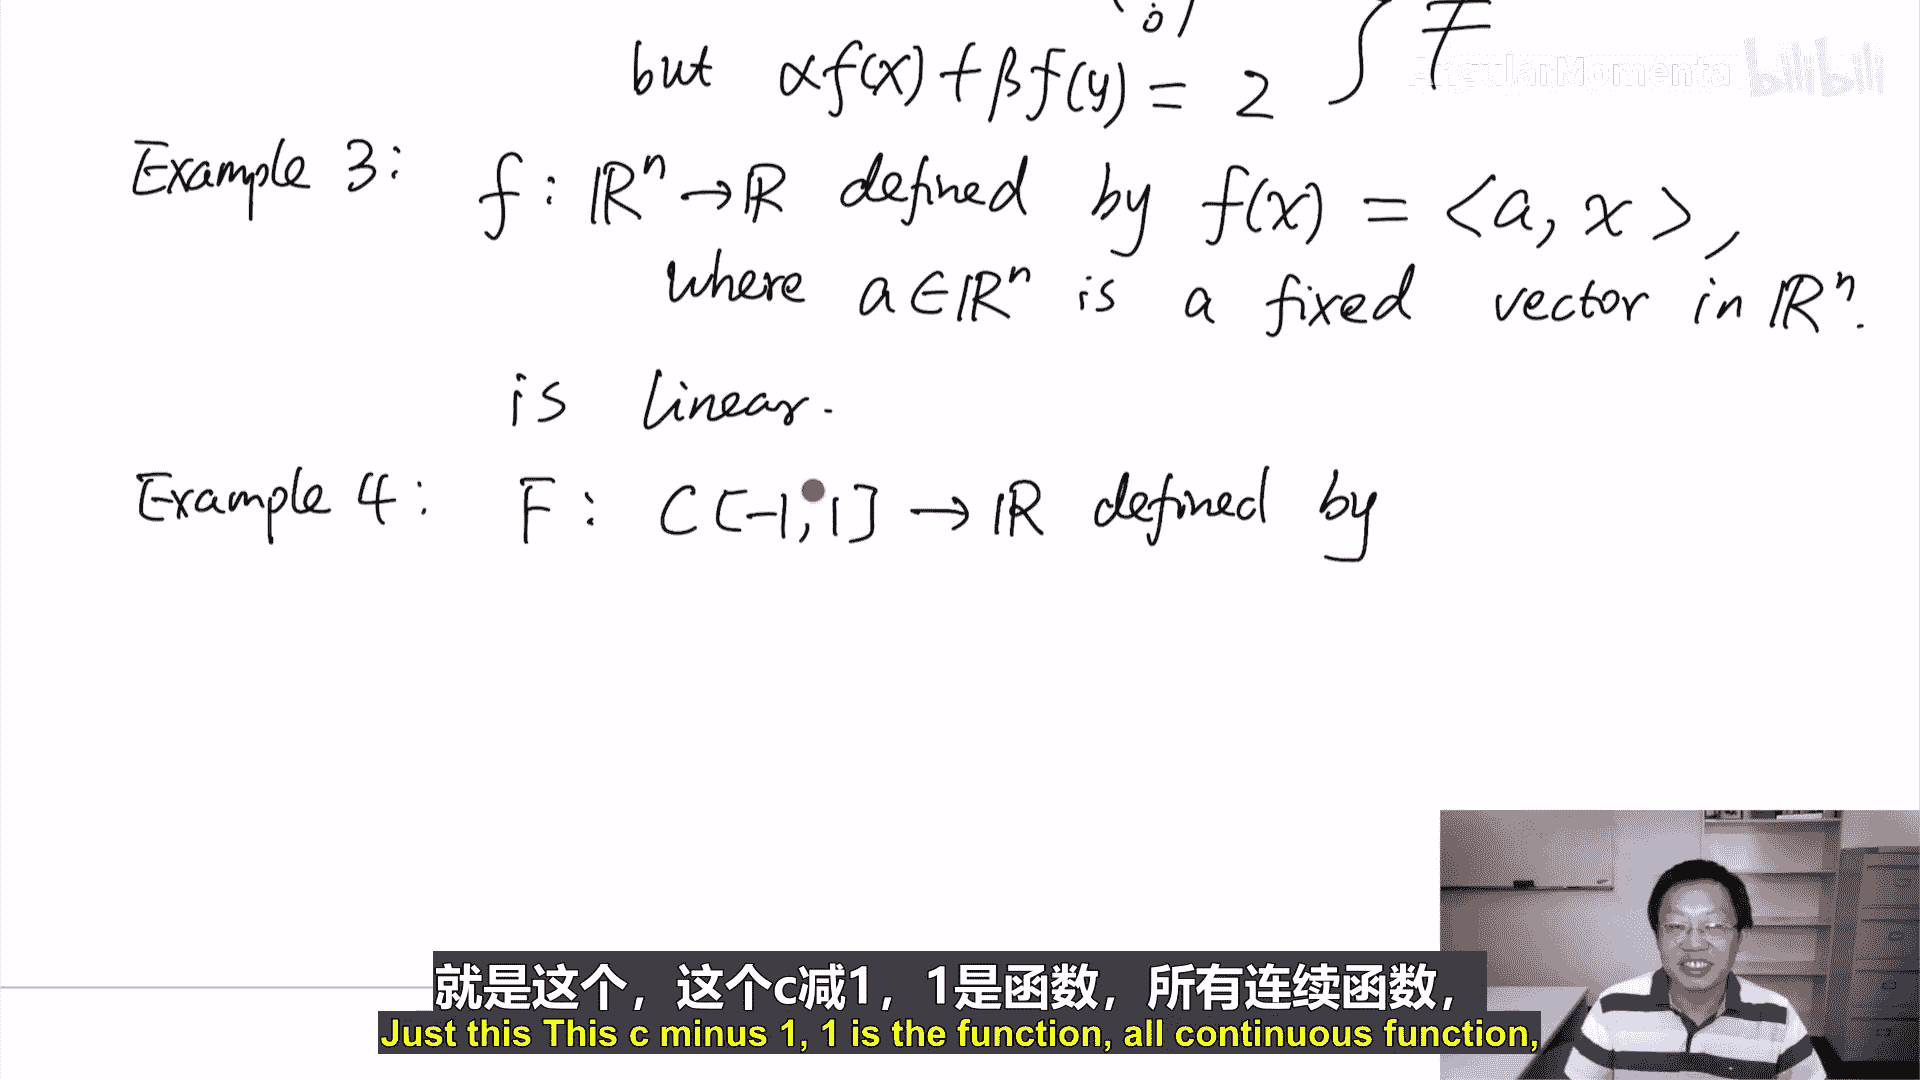 but αf(x) + βf(y) = 2 } ≠
AngularMomenta bilibili
Example 3: f : ℝⁿ → ℝ defined by f(x) = <a, x>,
where a ∈ ℝⁿ is a fixed vector in ℝⁿ.
is linear.
Example 4: F : C[-1, 1] → ℝ defined by
就是这个，这个c减1，1是函数，所有连续函数，
Just this This c minus 1, 1 is the function, all continuous function,